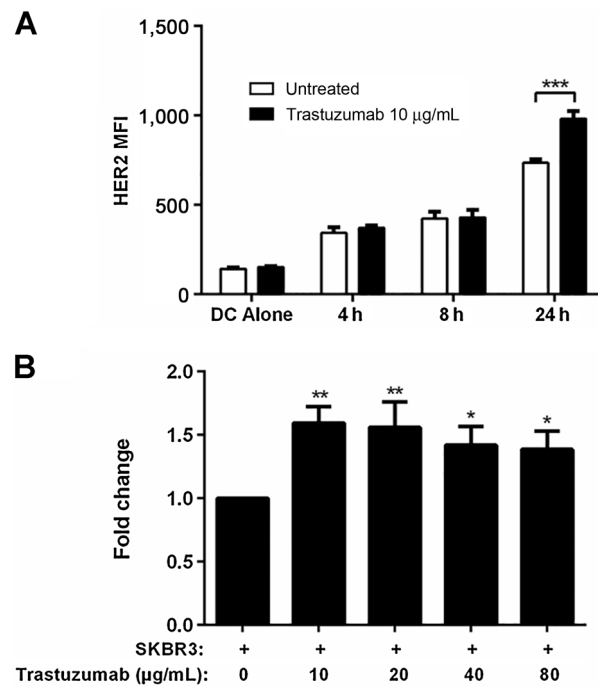 A
1,500
1,000
500
0
HER2 MFI
Untreated
Trastuzumab 10 μg/mL
***
DC Alone 4 h 8 h 24 h
B
2.0
1.5
1.0
0.5
0.0
Fold change
** ** * *
SKBR3: + + + + +
Trastuzumab (μg/mL): 0 10 20 40 80